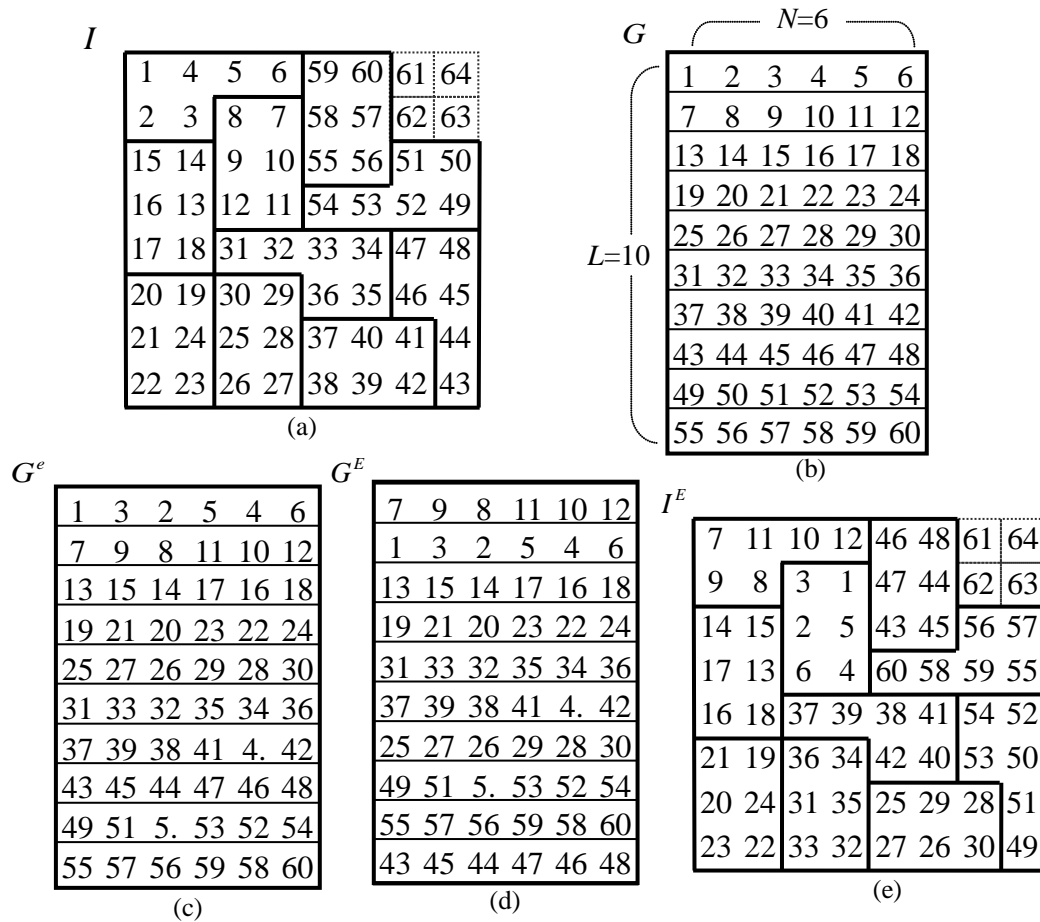 I
1 4 5 6 59 60 61 64
2 3 8 7 58 57 62 63
15 14 9 10 55 56 51 50
16 13 12 11 54 53 52 49
17 18 31 32 33 34 47 48
20 19 30 29 36 35 46 45
21 24 25 28 37 40 41 44
22 23 26 27 38 39 42 43
(a)
G
N=6
L=10
1 2 3 4 5 6
7 8 9 10 11 12
13 14 15 16 17 18
19 20 21 22 23 24
25 26 27 28 29 30
31 32 33 34 35 36
37 38 39 40 41 42
43 44 45 46 47 48
49 50 51 52 53 54
55 56 57 58 59 60
(b)
G^e
1 3 2 5 4 6
7 9 8 11 10 12
13 15 14 17 16 18
19 21 20 23 22 24
25 27 26 29 28 30
31 33 32 35 34 36
37 39 38 41 4. 42
43 45 44 47 46 48
49 51 5. 53 52 54
55 57 56 59 58 60
(c)
G^E
7 9 8 11 10 12
1 3 2 5 4 6
13 15 14 17 16 18
19 21 20 23 22 24
31 33 32 35 34 36
37 39 38 41 4. 42
25 27 26 29 28 30
49 51 5. 53 52 54
55 57 56 59 58 60
43 45 44 47 46 48
(d)
I^E
7 11 10 12 46 48 61 64
9 8 3 1 47 44 62 63
14 15 2 5 43 45 56 57
17 13 6 4 60 58 59 55
16 18 37 39 38 41 54 52
21 19 36 34 42 40 53 50
20 24 31 35 25 29 28 51
23 22 33 32 27 26 30 49
(e)